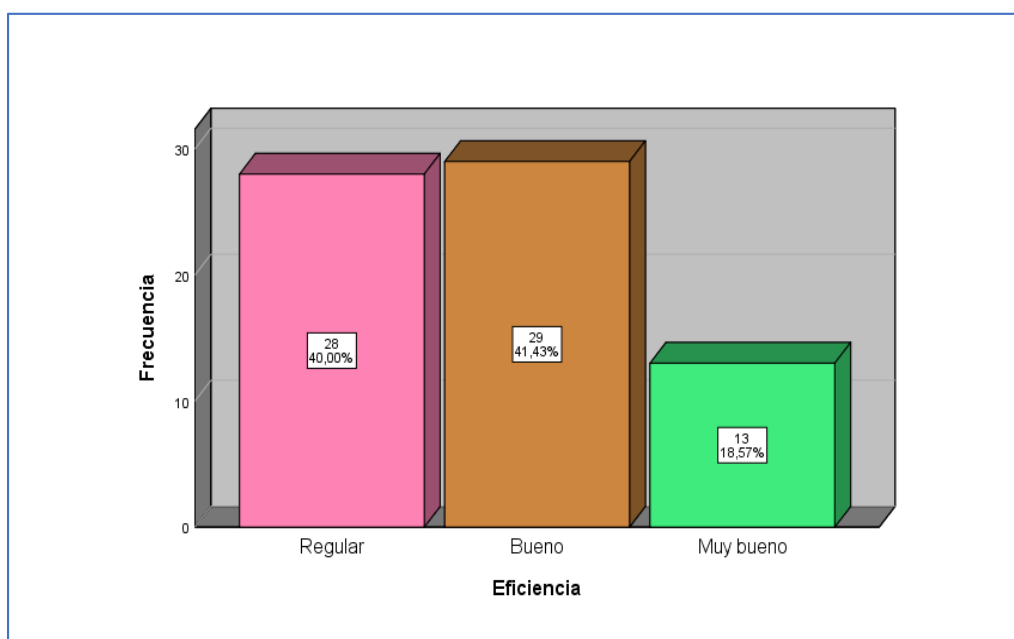 30
20
10
0
Frecuencia
28
40,00%
29
41,43%
13
18,57%
Regular
Bueno
Muy bueno
Eficiencia